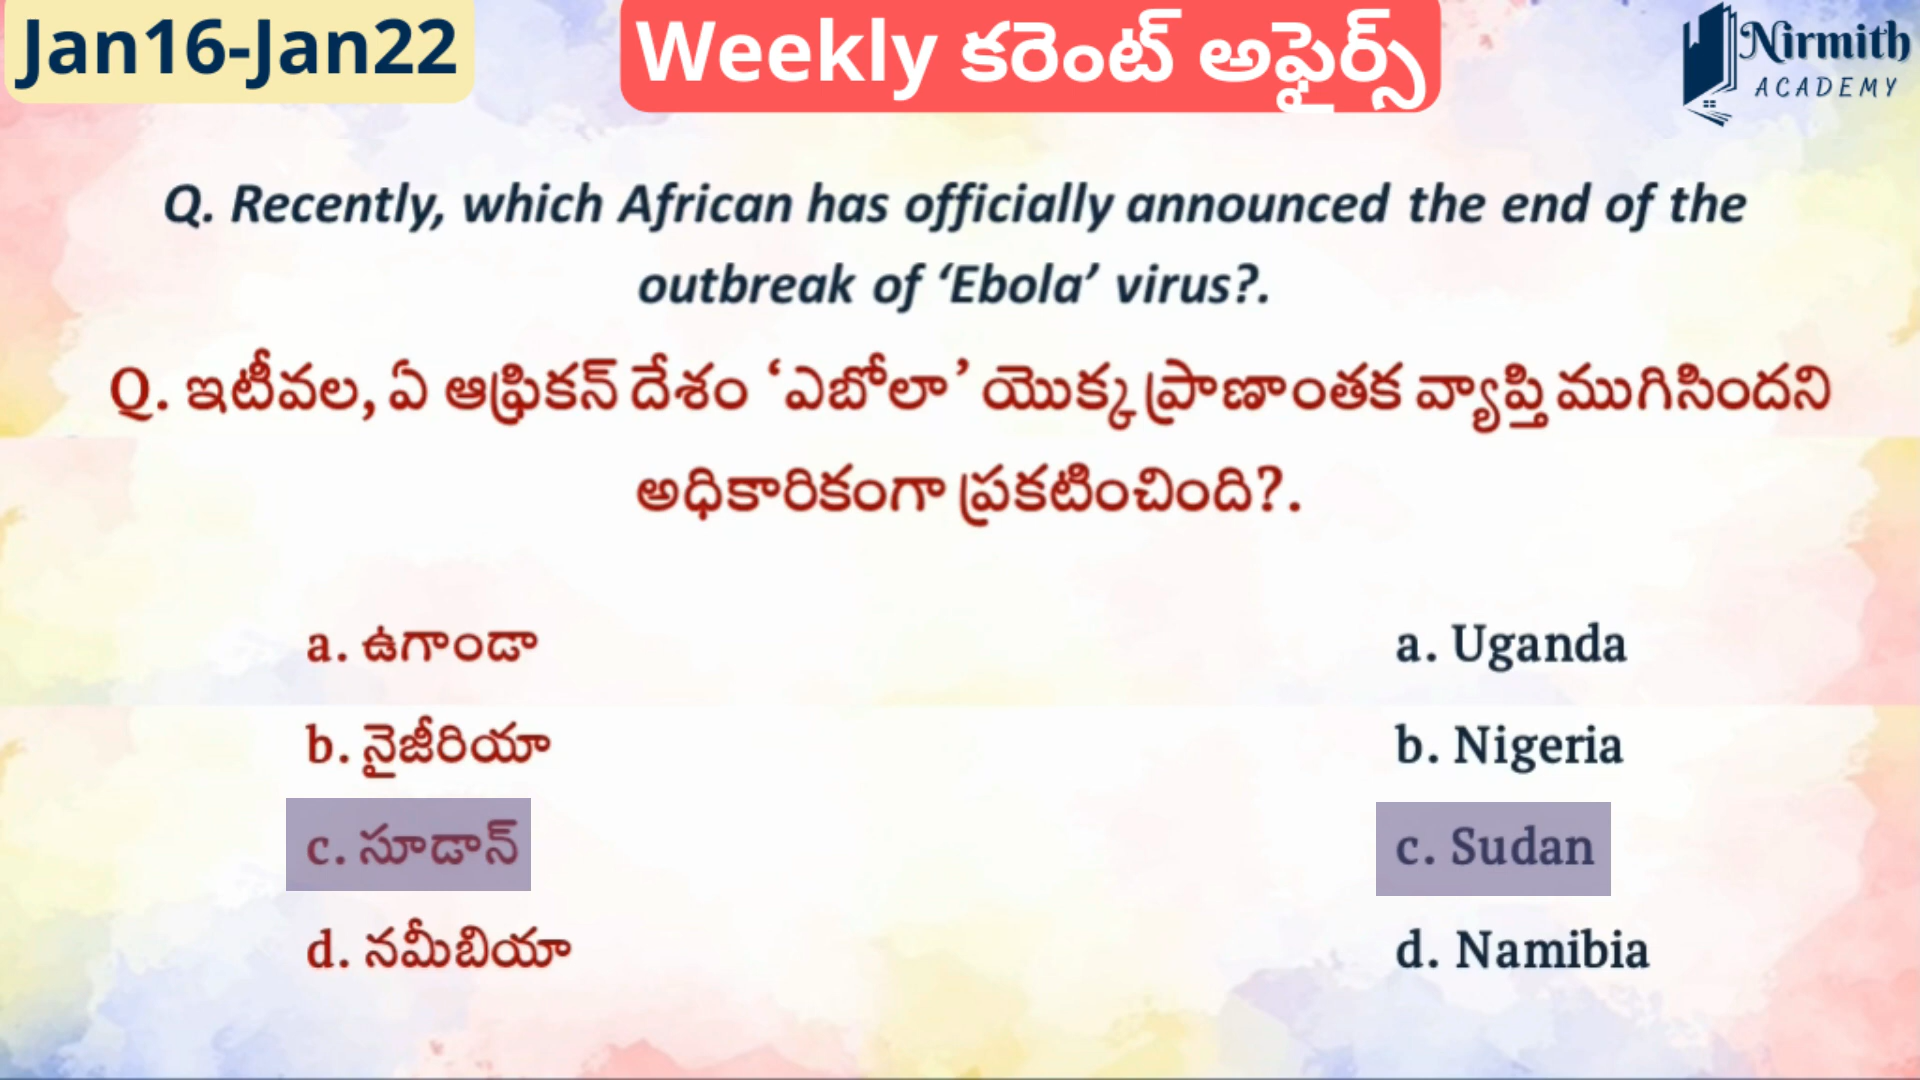 Jan16-Jan22
Weekly కరెంట్ అఫైర్స్
Nirmith
ACADEMY
Q. Recently, which African has officially announced the end of the
outbreak of ‘Ebola’ virus?.
Q. ఇటీవల, ఏ ఆఫ్రికన్ దేశం ‘ఎబోలా’ యొక్క ప్రాణాంతక వ్యాప్తి ముగిసిందని
అధికారికంగా ప్రకటించింది?.
a. ఉగాండా
a. Uganda
b. నైజీరియా
b. Nigeria
c. సూడాన్
c. Sudan
d. నమీబియా
d. Namibia